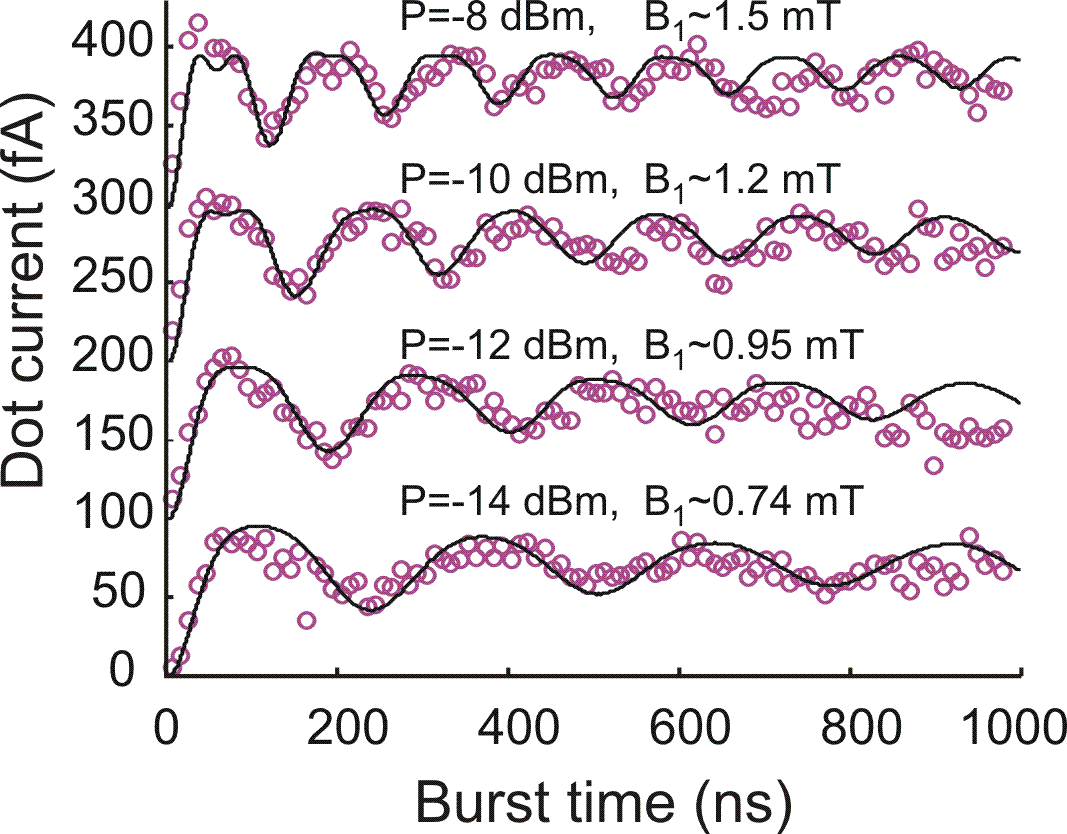 P=-8 dBm, B1~1.5 mT
400
350
P=-10 dBm, B1~1.2 mT
300
250
P=-12 dBm, B1~0.95 mT
200
150
P=-14 dBm, B1~0.74 mT
100
50
0
Dot current (fA)
0 200 400 600 800 1000
Burst time (ns)